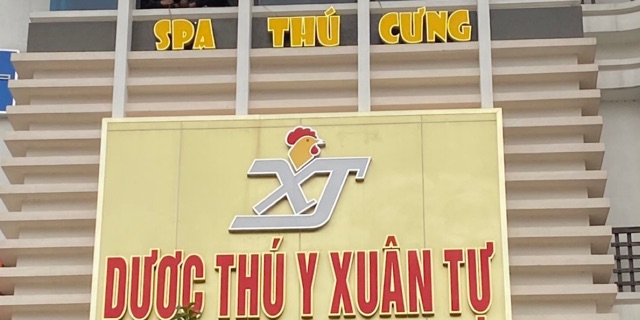 SPA THÚ CƯNG
XT
DƯỢC THÚ Y XUÂN TỰ